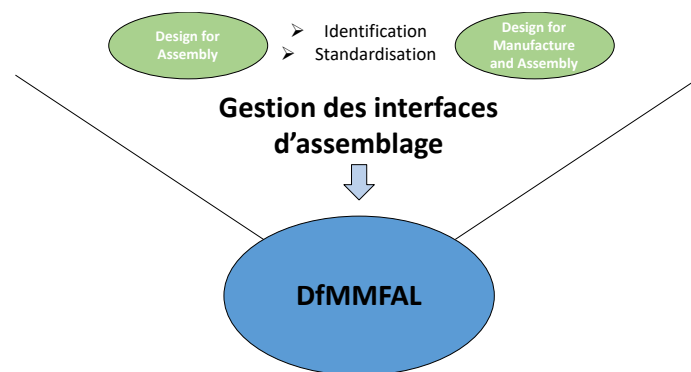 Design for
Assembly
➢ Identification
➢ Standardisation
Design for
Manufacture
and Assembly
Gestion des interfaces
d’assemblage
DfMMFAL